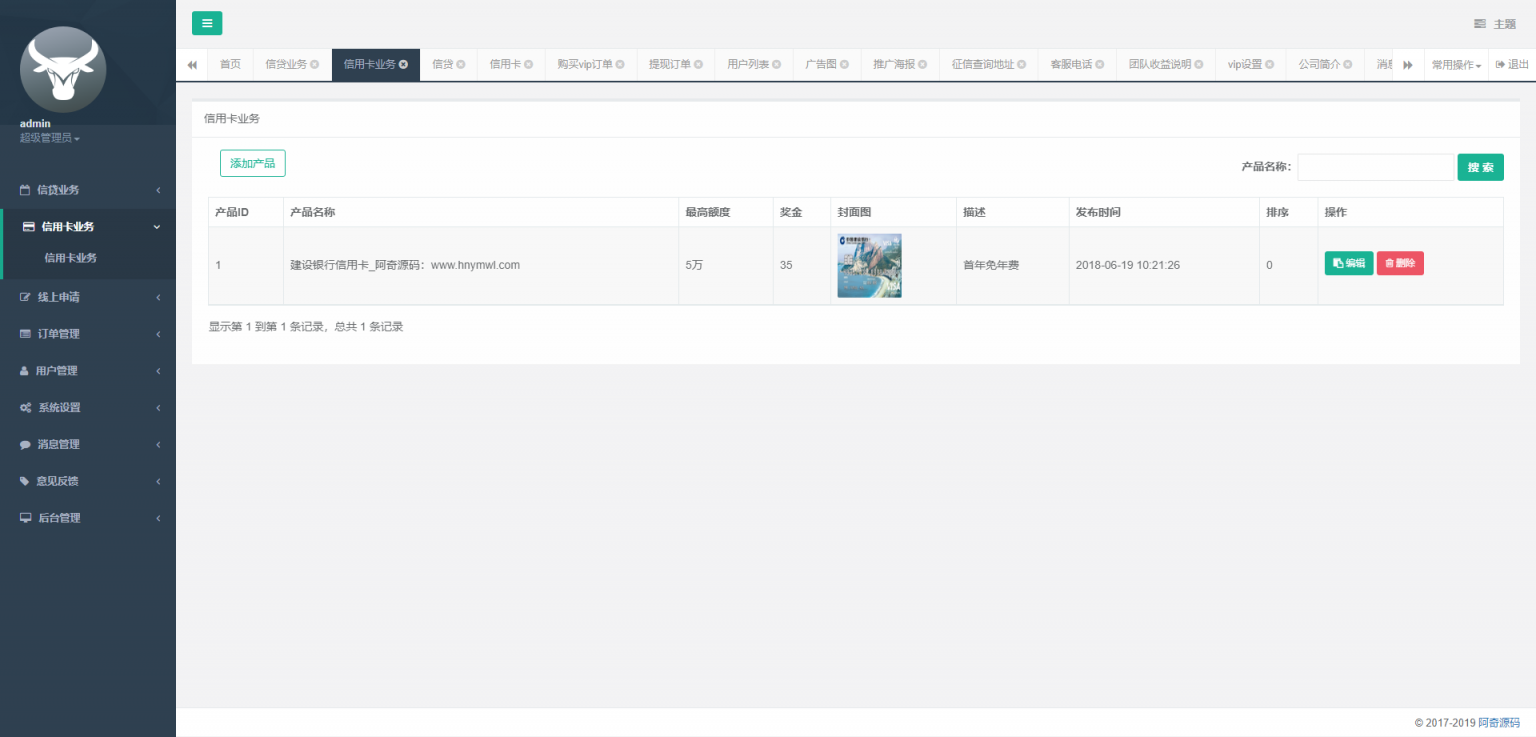 主题
首页 信贷业务 信用卡业务 信贷 信用卡 购买vip订单 提现订单 用户列表 广告图 推广海报 征信查询地址 客服电话 团队收益说明 vip设置 公司简介 消息 常用操作 退出
admin
超级管理员
信贷业务
信用卡业务
信用卡业务
线上申请
订单管理
用户管理
系统设置
消息管理
意见反馈
后台管理
信用卡业务
添加产品
产品名称： 搜 索
产品ID 产品名称 最高额度 奖金 封面图 描述 发布时间 排序 操作
1 建设银行信用卡_阿奇源码：www.hnymwl.com 5万 35 首年免年费 2018-06-19 10:21:26 0 编辑 删除
显示第 1 到第 1 条记录，总共 1 条记录
© 2017-2019 阿奇源码